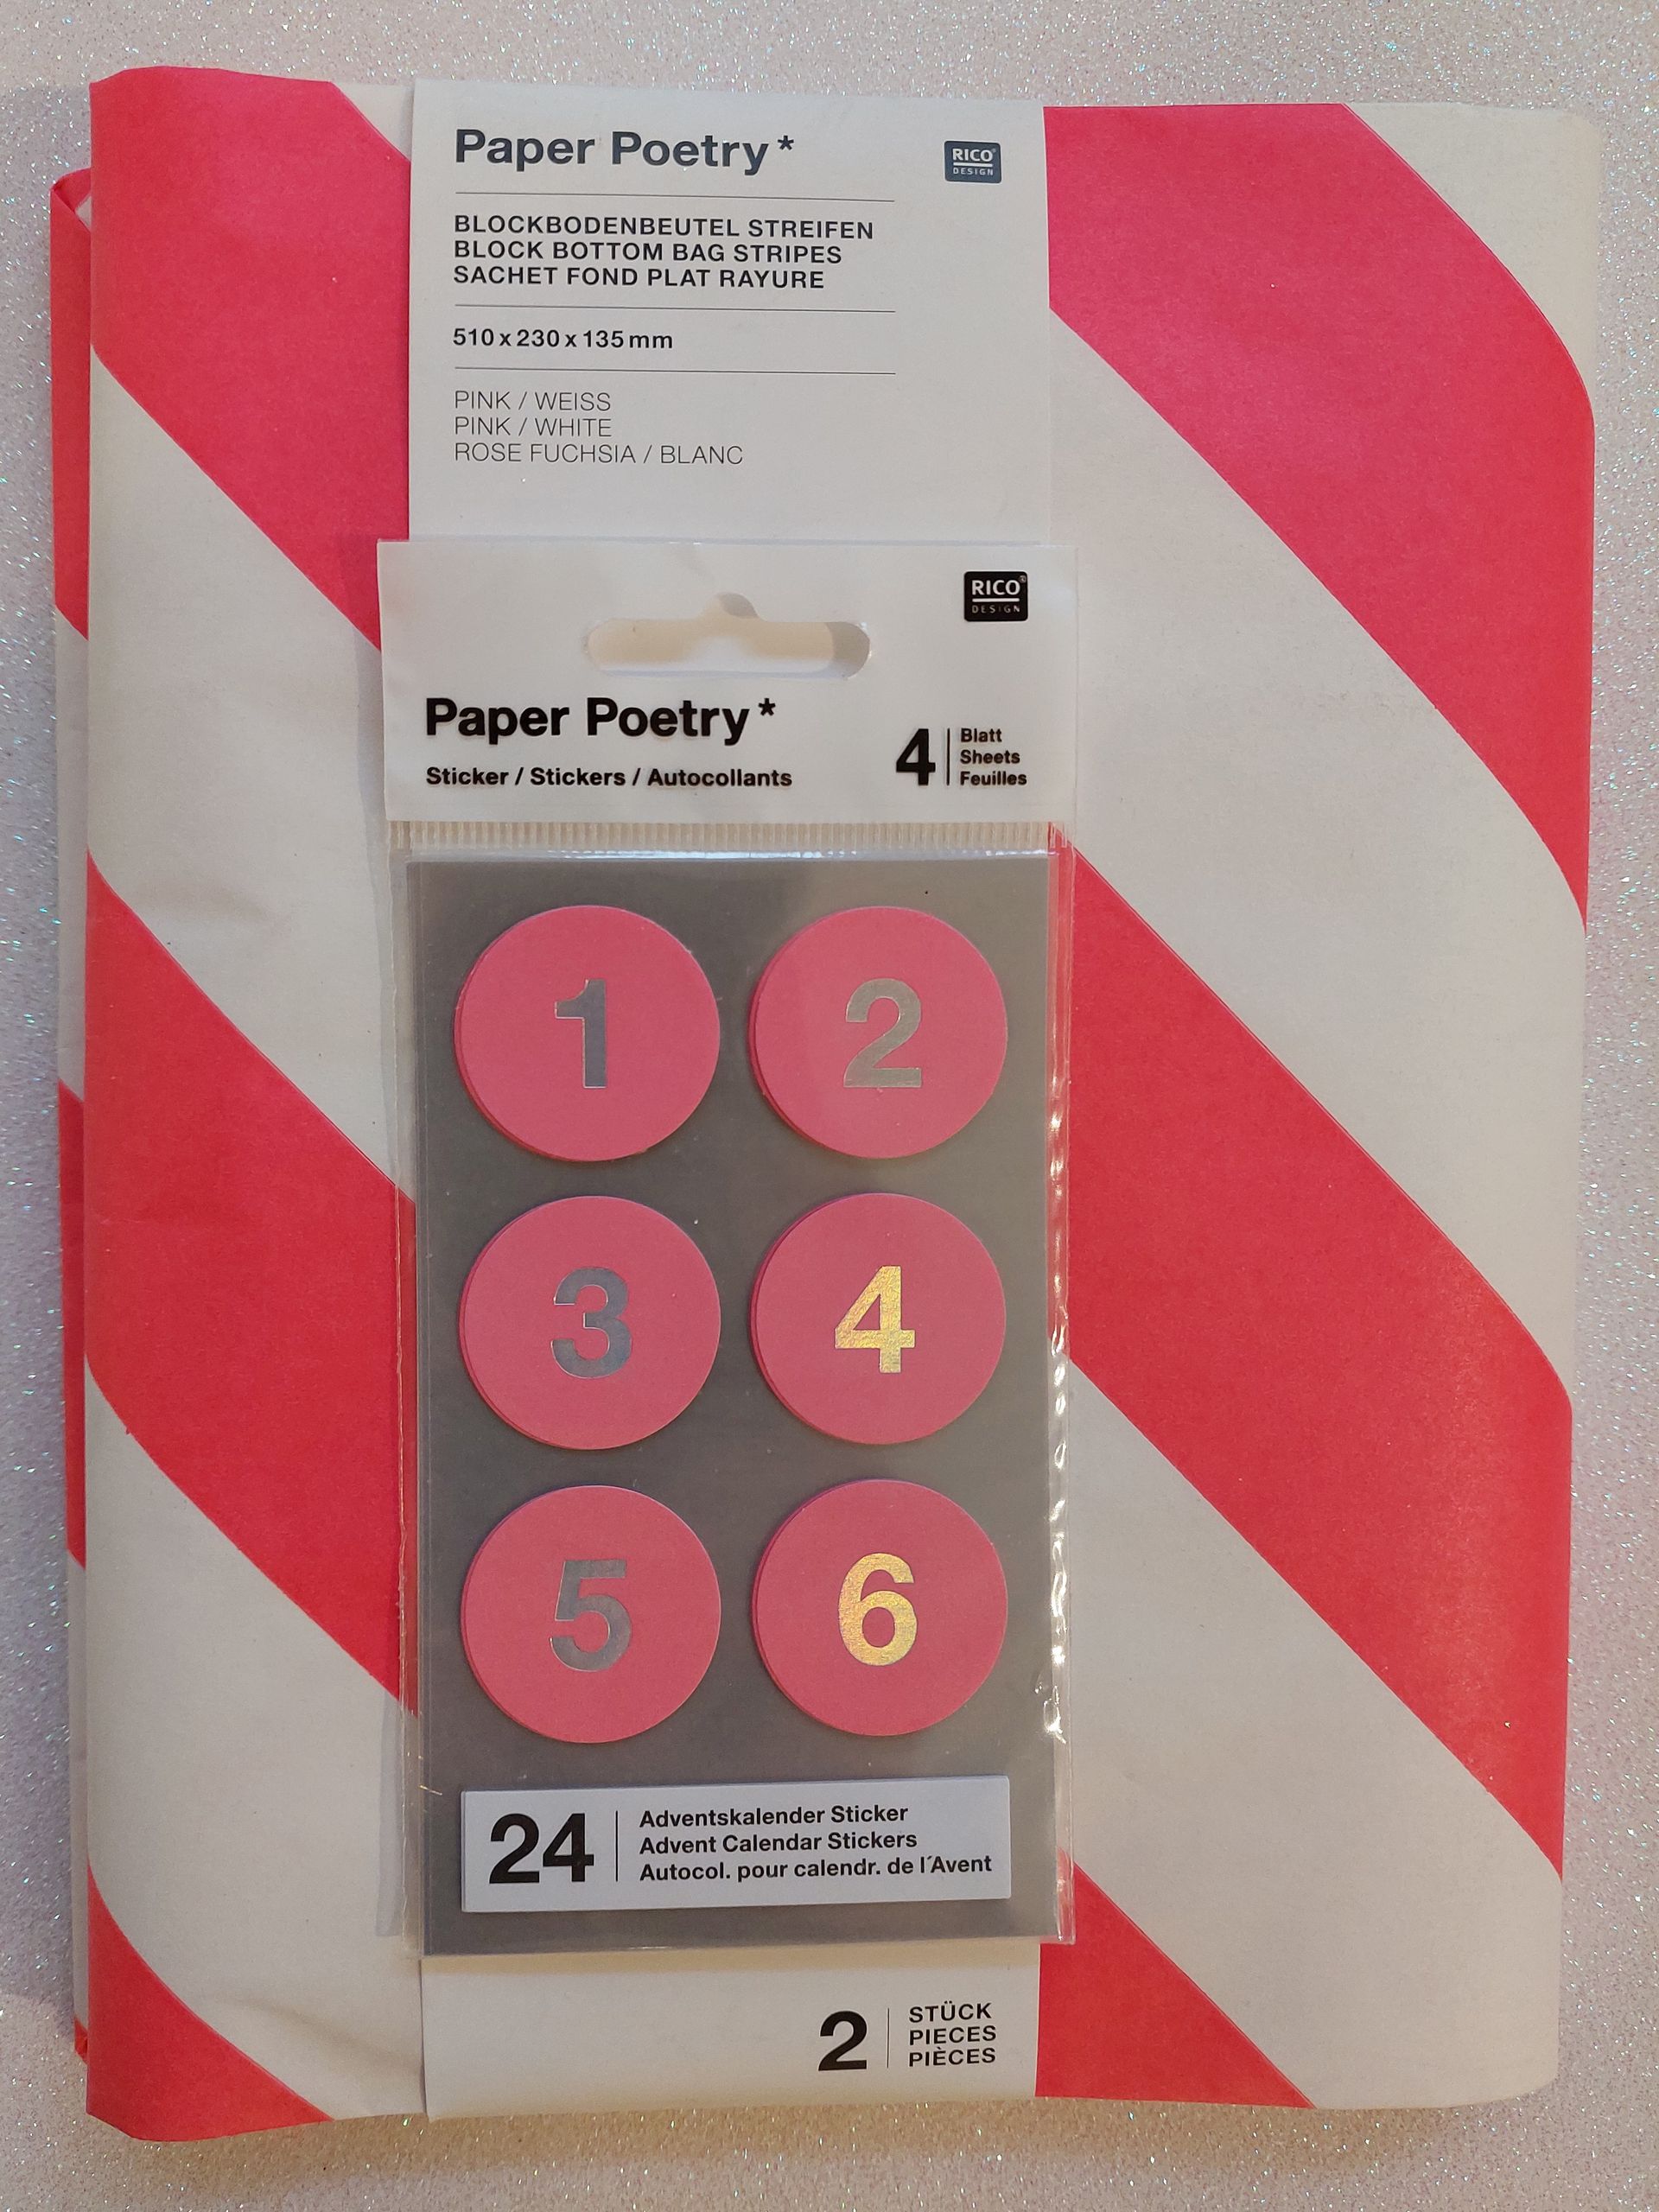 Paper Poetry*
RICO
DESIGN
BLOCKBODENBEUTEL STREIFEN
BLOCK BOTTOM BAG STRIPES
SACHET FOND PLAT RAYURE
510 x 230 x 135 mm
PINK / WEISS
PINK / WHITE
ROSE FUCHSIA / BLANC
RICO®
DESIGN
Paper Poetry*
Sticker / Stickers / Autocollants
4
Blatt
Sheets
Feuilles
1
2
3
4
5
6
24
Adventskalender Sticker
Advent Calendar Stickers
Autocol. pour calendr. de l´Avent
2
STÜCK
PIECES
PIÈCES